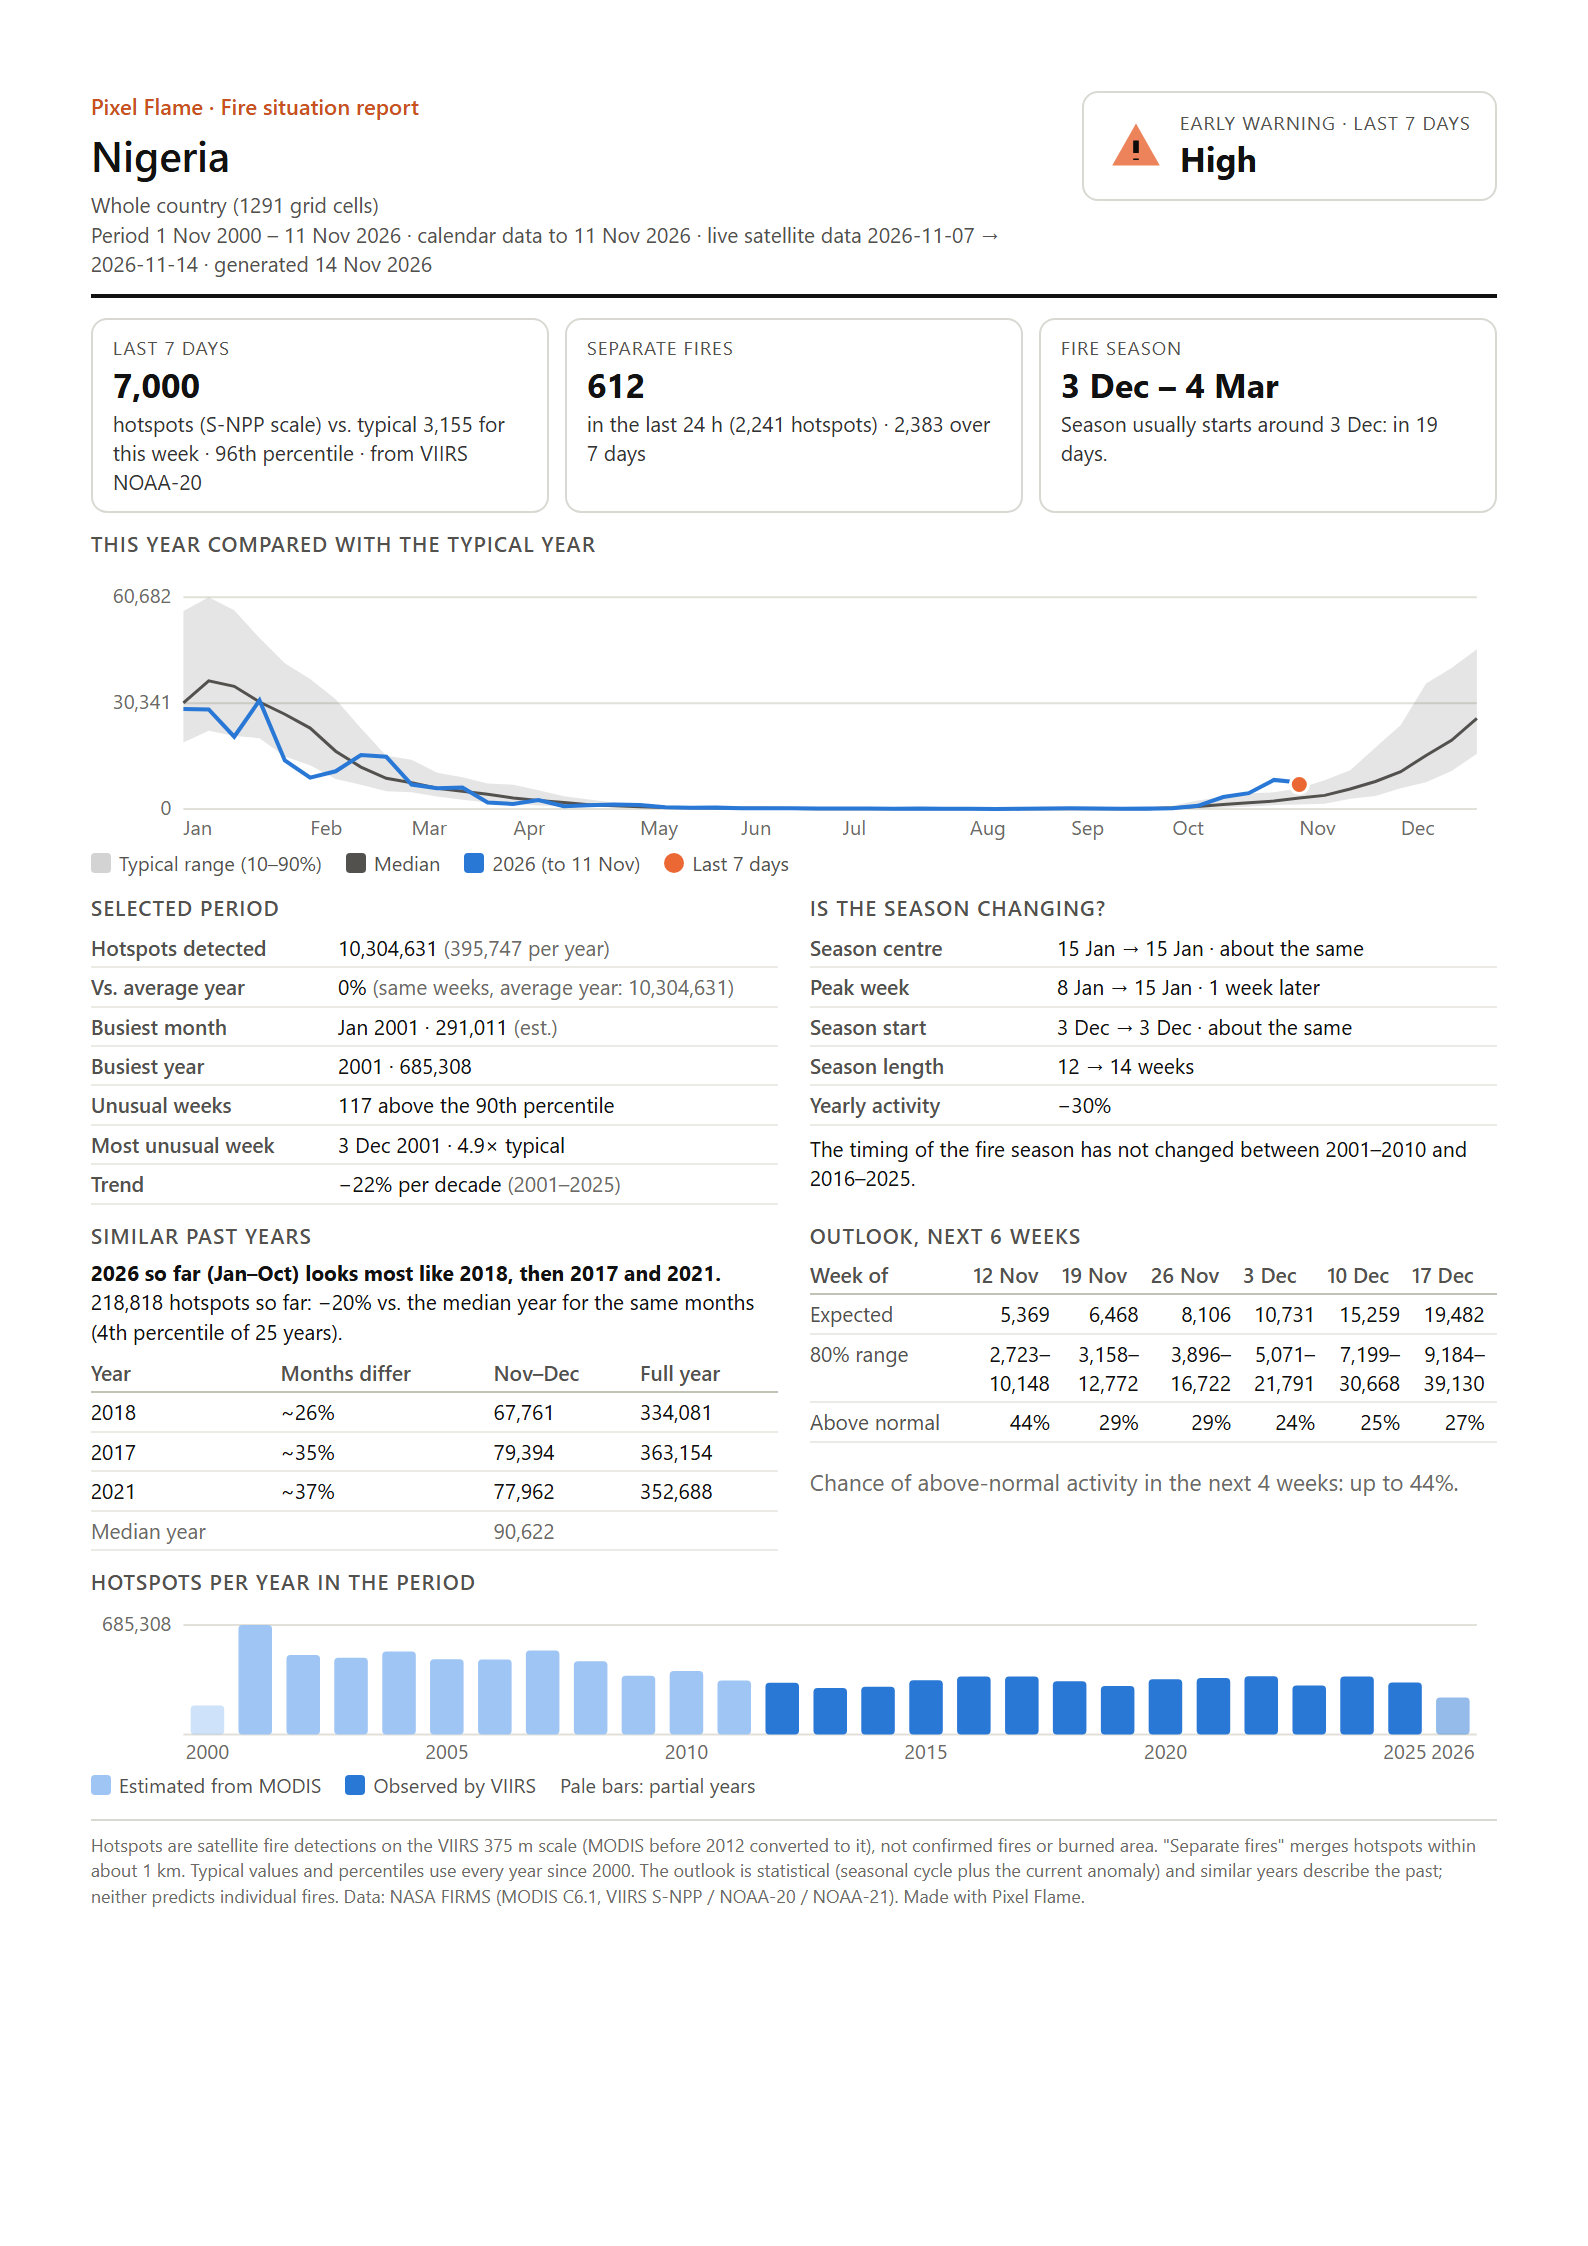 Pixel Flame · Fire situation report
Nigeria
Whole country (1291 grid cells)
Period 1 Nov 2000 – 11 Nov 2026 · calendar data to 11 Nov 2026 · live satellite data 2026-11-07 →
2026-11-14 · generated 14 Nov 2026
EARLY WARNING · LAST 7 DAYS
High
LAST 7 DAYS
7,000
hotspots (S-NPP scale) vs. typical 3,155 for
this week · 96th percentile · from VIIRS
NOAA-20
SEPARATE FIRES
612
in the last 24 h (2,241 hotspots) · 2,383 over
7 days
FIRE SEASON
3 Dec – 4 Mar
Season usually starts around 3 Dec: in 19
days.
THIS YEAR COMPARED WITH THE TYPICAL YEAR
60,682
30,341
0
Jan Feb Mar Apr May Jun Jul Aug Sep Oct Nov Dec
Typical range (10–90%) Median 2026 (to 11 Nov) Last 7 days
SELECTED PERIOD
Hotspots detected 10,304,631 (395,747 per year)
Vs. average year 0% (same weeks, average year: 10,304,631)
Busiest month Jan 2001 · 291,011 (est.)
Busiest year 2001 · 685,308
Unusual weeks 117 above the 90th percentile
Most unusual week 3 Dec 2001 · 4.9× typical
Trend −22% per decade (2001–2025)
IS THE SEASON CHANGING?
Season centre 15 Jan → 15 Jan · about the same
Peak week 8 Jan → 15 Jan · 1 week later
Season start 3 Dec → 3 Dec · about the same
Season length 12 → 14 weeks
Yearly activity −30%
The timing of the fire season has not changed between 2001–2010 and
2016–2025.
SIMILAR PAST YEARS
2026 so far (Jan–Oct) looks most like 2018, then 2017 and 2021.
218,818 hotspots so far: −20% vs. the median year for the same months
(4th percentile of 25 years).
Year Months differ Nov–Dec Full year
2018 ~26% 67,761 334,081
2017 ~35% 79,394 363,154
2021 ~37% 77,962 352,688
Median year 90,622
OUTLOOK, NEXT 6 WEEKS
Week of 12 Nov 19 Nov 26 Nov 3 Dec 10 Dec 17 Dec
Expected 5,369 6,468 8,106 10,731 15,259 19,482
80% range 2,723– 3,158– 3,896– 5,071– 7,199– 9,184–
10,148 12,772 16,722 21,791 30,668 39,130
Above normal 44% 29% 29% 24% 25% 27%
Chance of above-normal activity in the next 4 weeks: up to 44%.
HOTSPOTS PER YEAR IN THE PERIOD
685,308
2000 2005 2010 2015 2020 2025 2026
Estimated from MODIS Observed by VIIRS Pale bars: partial years
Hotspots are satellite fire detections on the VIIRS 375 m scale (MODIS before 2012 converted to it), not confirmed fires or burned area. "Separate fires" merges hotspots within
about 1 km. Typical values and percentiles use every year since 2000. The outlook is statistical (seasonal cycle plus the current anomaly) and similar years describe the past;
neither predicts individual fires. Data: NASA FIRMS (MODIS C6.1, VIIRS S-NPP / NOAA-20 / NOAA-21). Made with Pixel Flame.